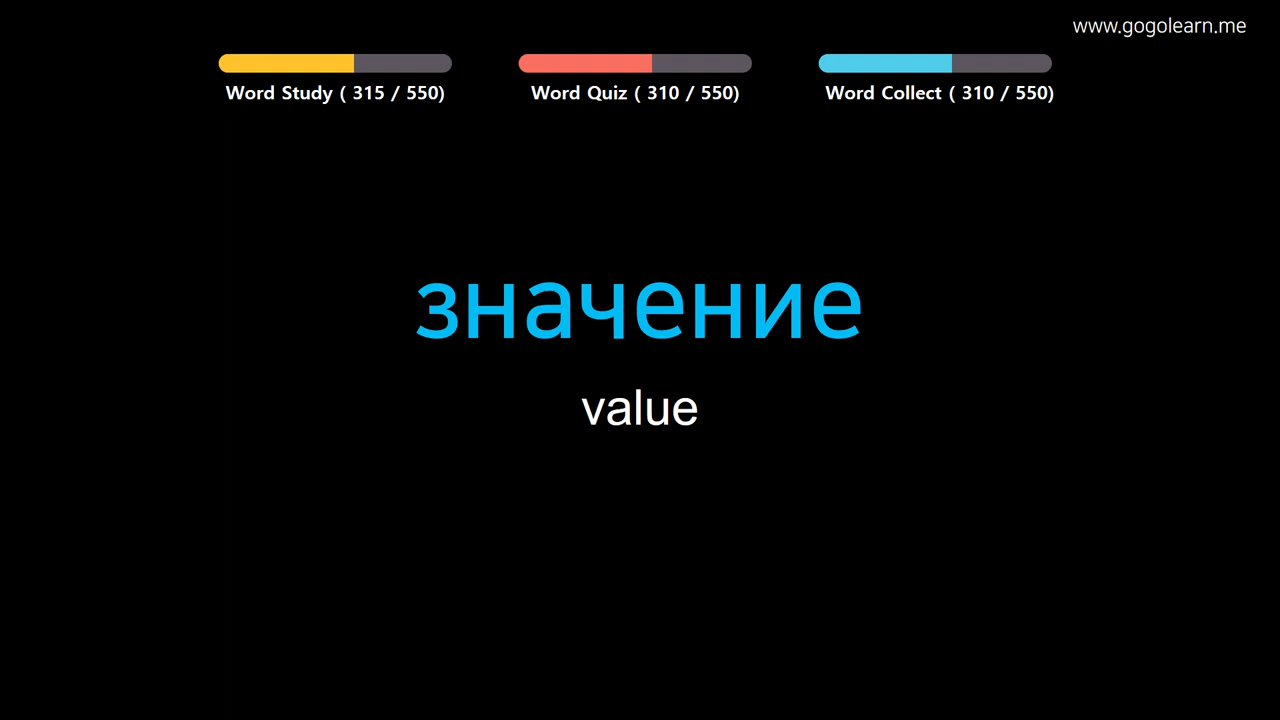 www.gogolearn.me
Word Study ( 315 / 550)
Word Quiz ( 310 / 550)
Word Collect ( 310 / 550)
значение
value